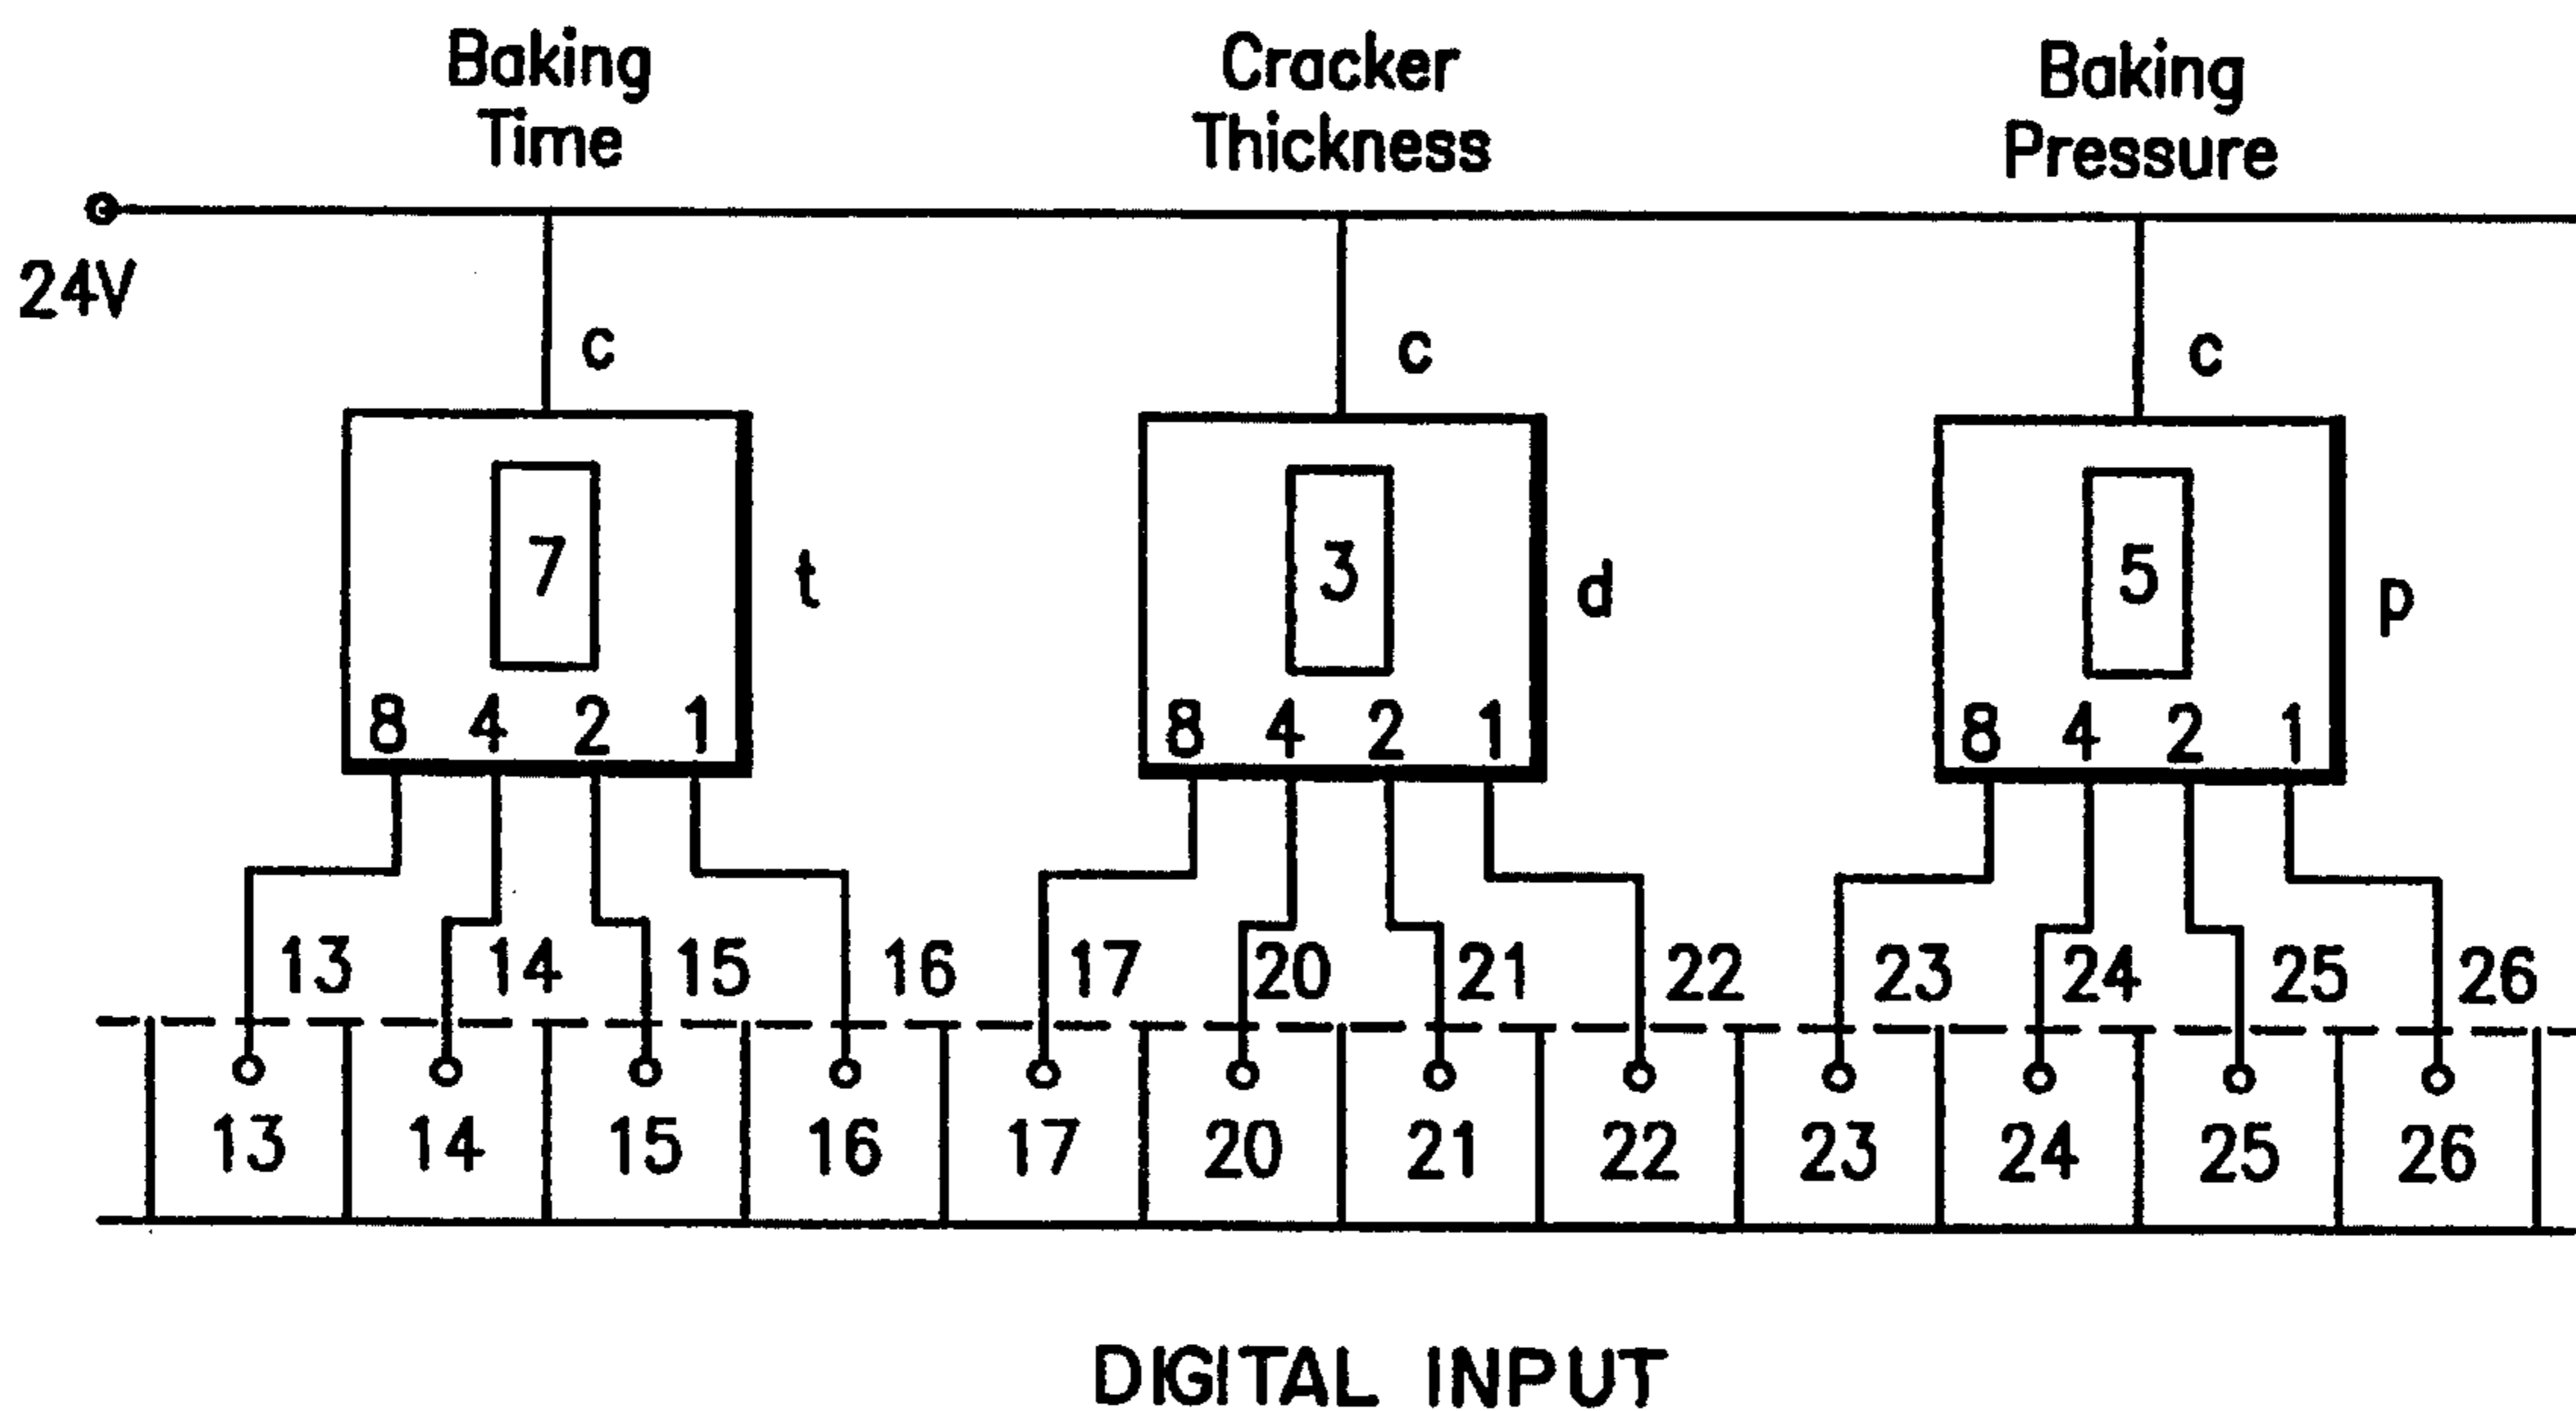 Baking
Time
Cracker
Thickness
Baking
Pressure
24V
c c c
7 t 3 d 5 p
8 4 2 1 8 4 2 1 8 4 2 1
13 14 15 16 17 20 21 22 23 24 25 26
13 14 15 16 17 20 21 22 23 24 25 26
DIGITAL INPUT